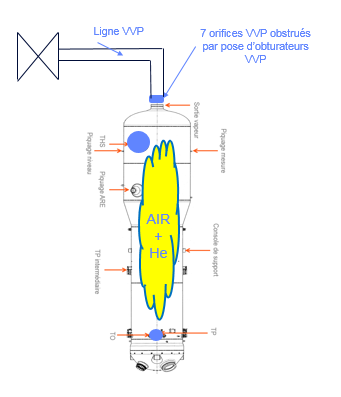 Ligne VVP
7 orifices VVP obstrués
par pose d'obturateurs
VVP
Sortie vapeur
THS
Piquage niveau
Piquage mesure
Piquage ARE
AIR
+
He
Console de support
TP intermédiaire
TO
TP